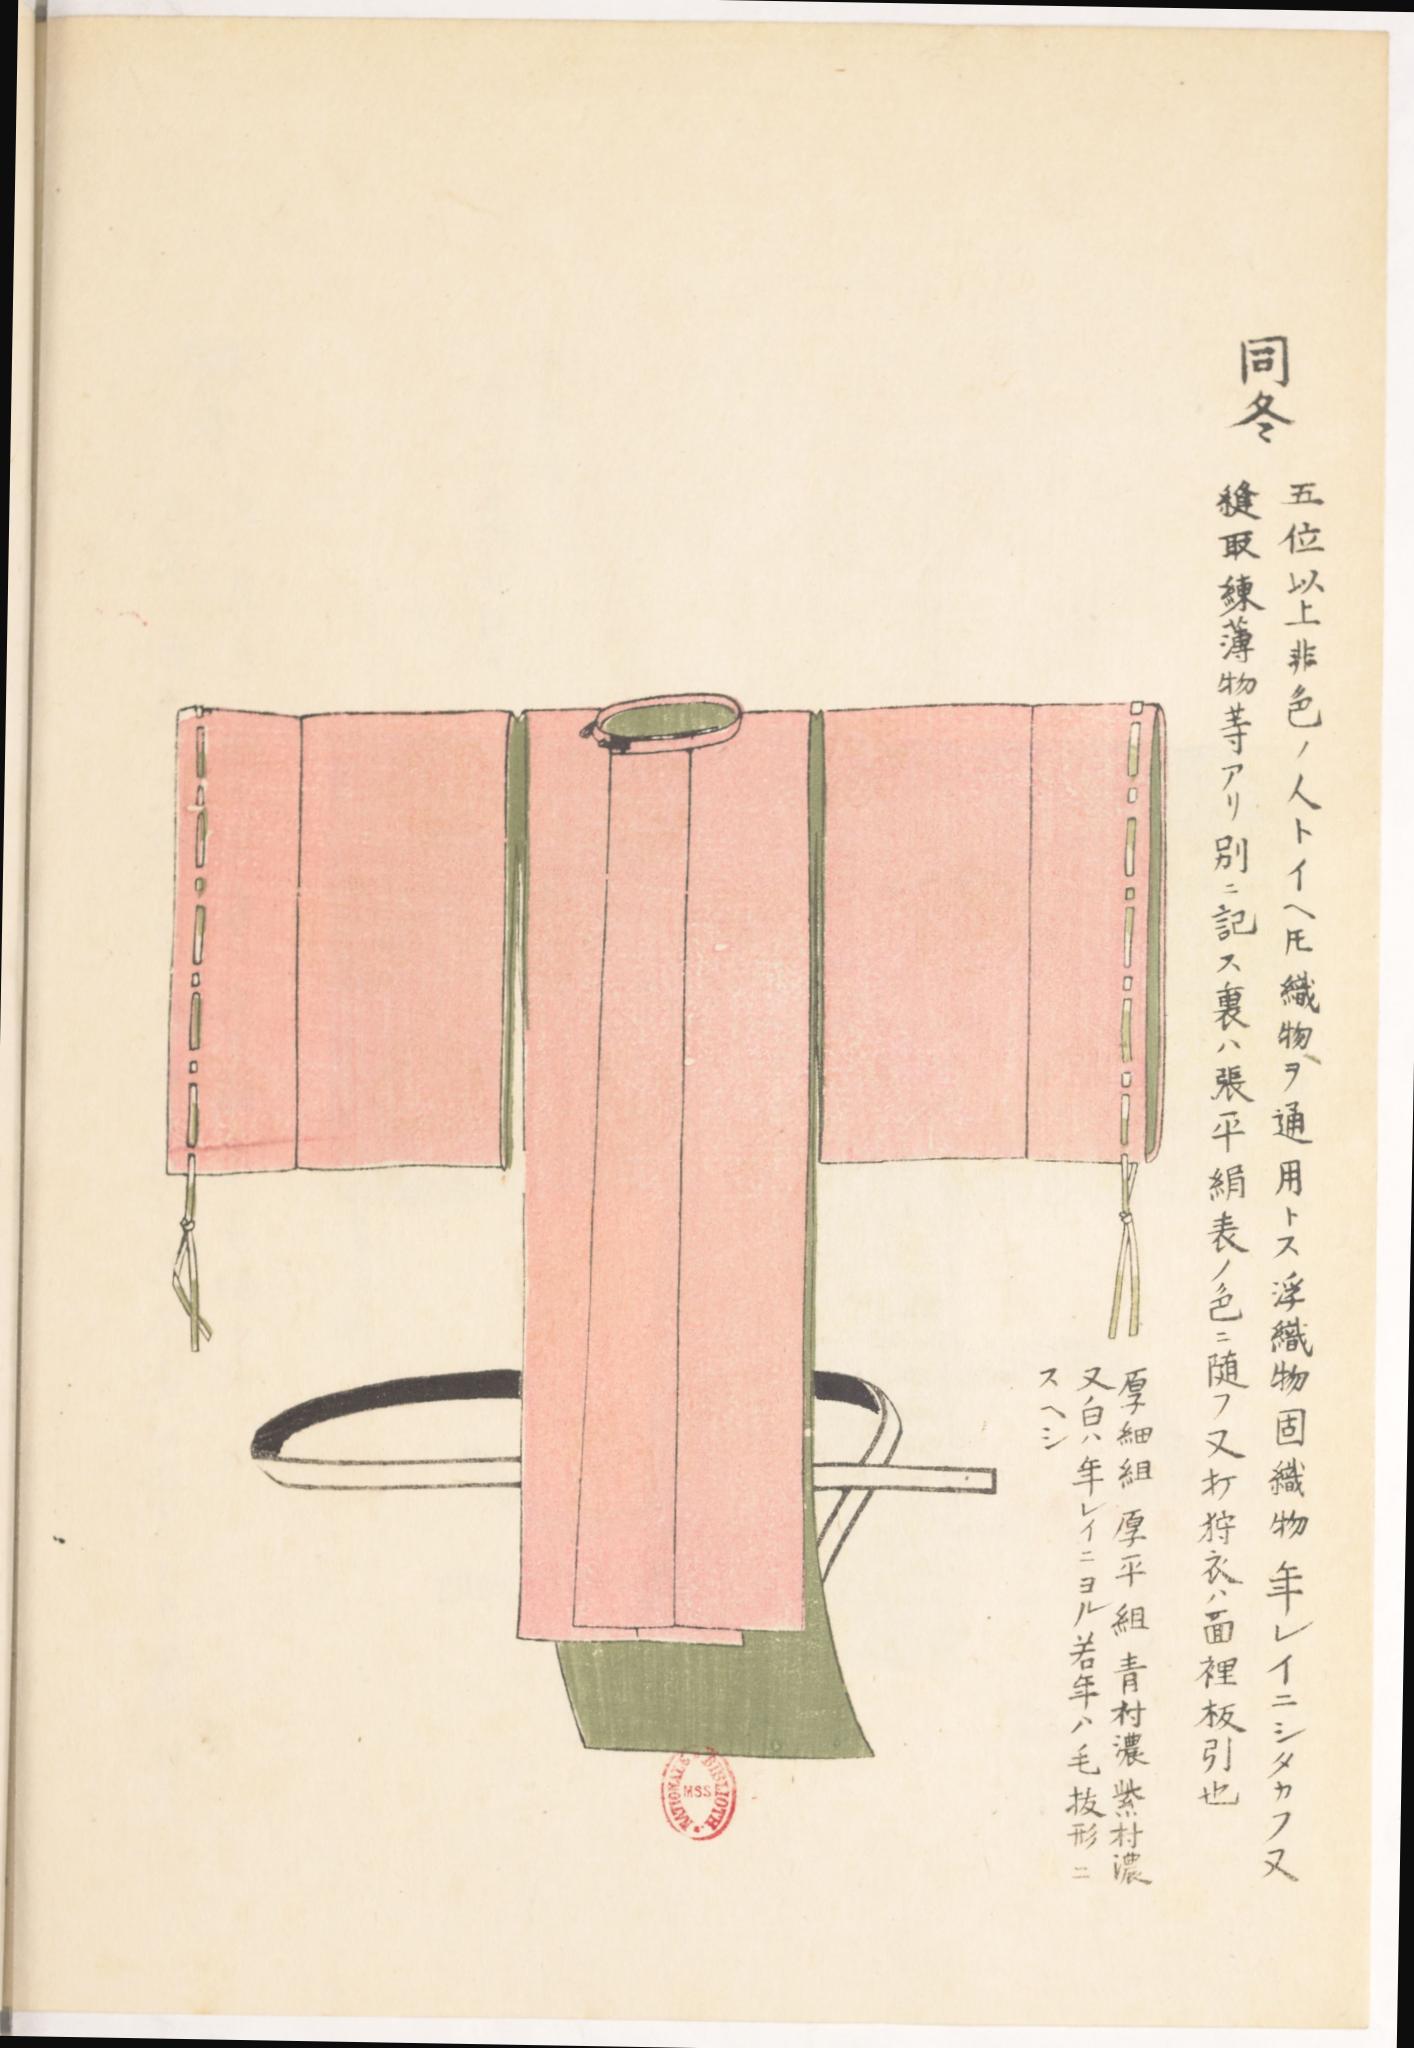 同冬
五位以上非色ノ人トイヘ𪜈織物ヲ通用トス浮織物固織物年レイニシタカフ又
縫取練薄物等アリ別ニ記ス裏ハ張平絹表ノ色ニ随フ又打狩衣ハ面裡板引也
厚細組厚平組青村濃紫村濃
又白ハ年レイニヨル若年ハ毛抜形ニ
スヘシ
BIBLIOTH. NATIONALE
MSS